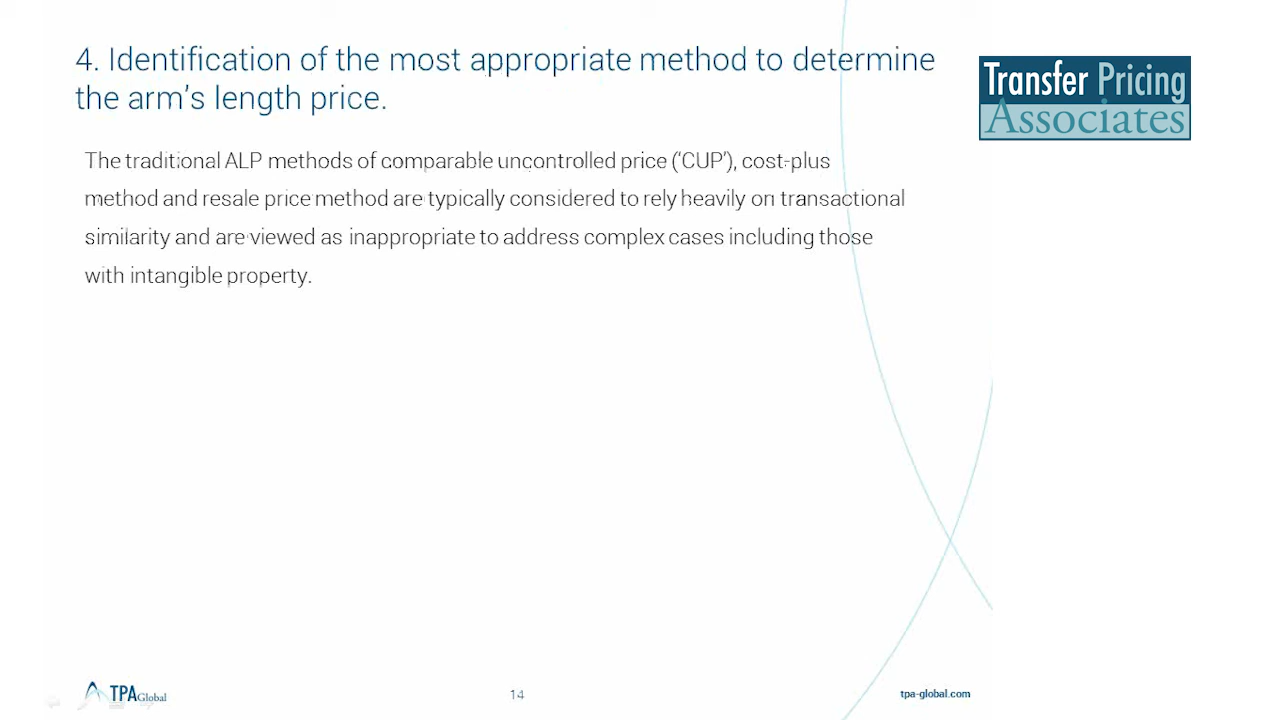 4. Identification of the most appropriate method to determine
the arm's length price.
Transfer Pricing
Associates
The traditional ALP methods of comparable uncontrolled price ('CUP'), cost-plus
method and resale price method are typically considered to rely heavily on transactional
similarity and are viewed as inappropriate to address complex cases including those
with intangible property.
TPA Global
14
tpa-global.com